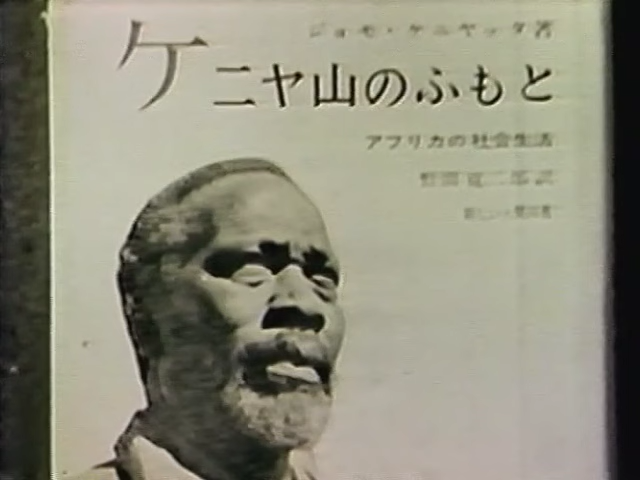 ジョモ・ケニヤッタ著
ケニヤ山のふもと
アフリカの社会生活
野間寛二郎訳